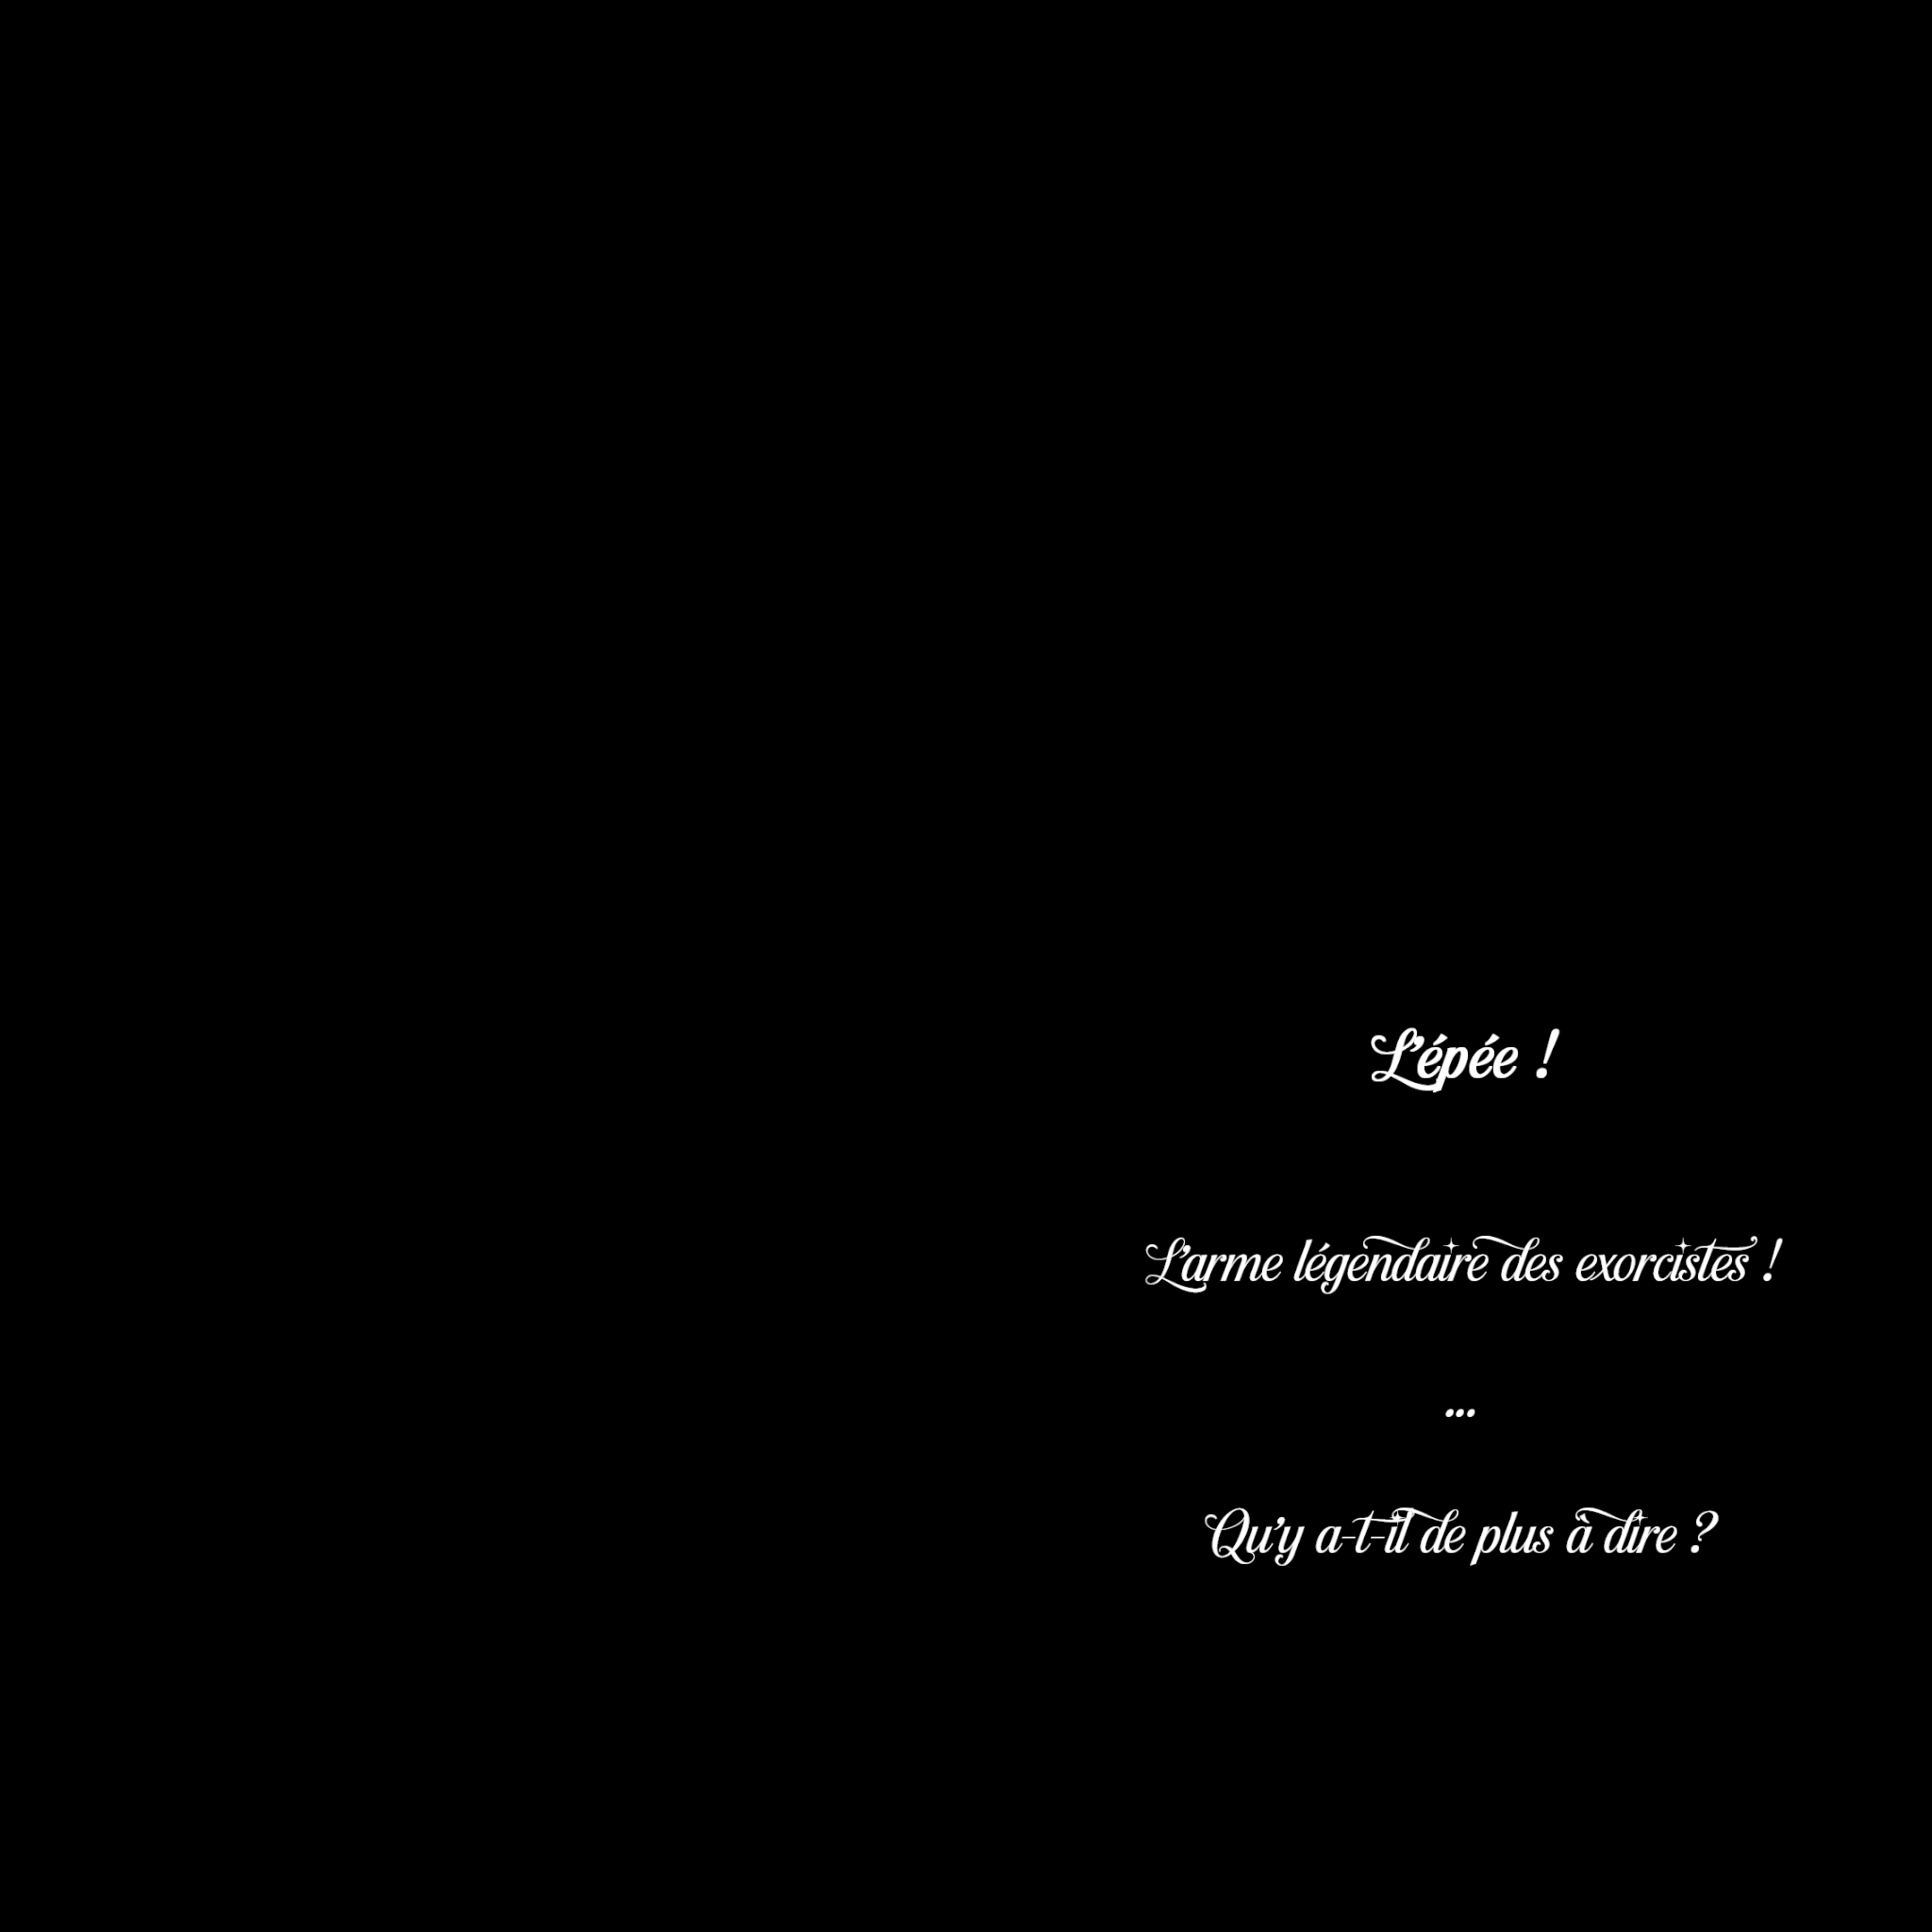 L'épée !
L'arme légendaire des exorcistes !
...
Qu'y a-t-il de plus à dire ?